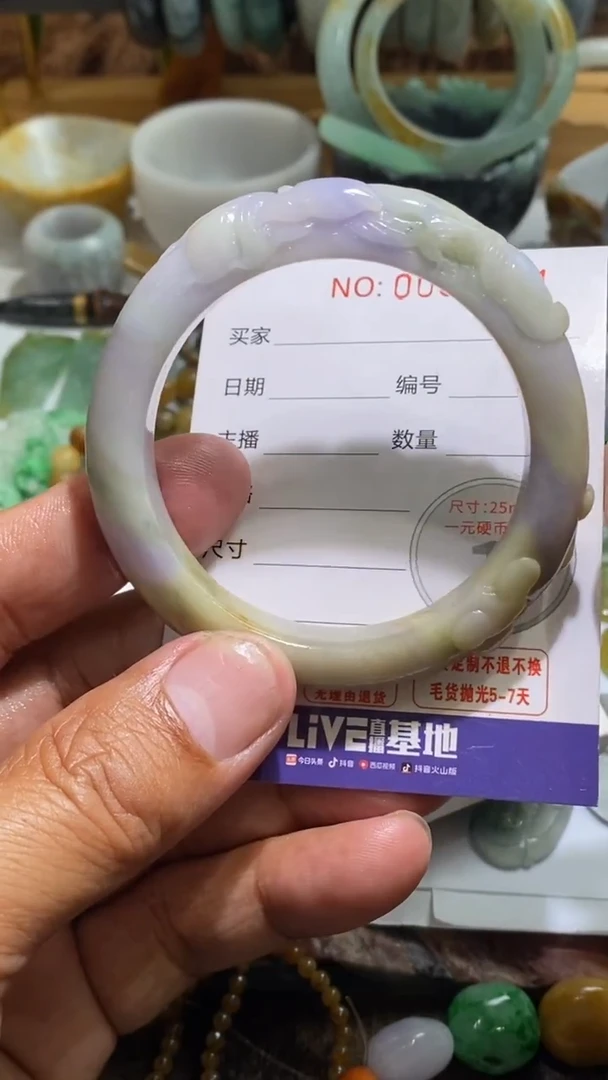 NO: 00
买家
日期 编号
主播 数量
尺寸
尺寸:25m
一元硬币
定制不退不换
无理由退货 毛货抛光5-7天
LiVE直播基地
今日头条 抖音 西瓜视频 抖音火山版